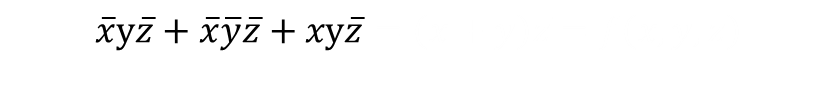 x̄yz̄ + x̄ȳz̄ + xyz̄